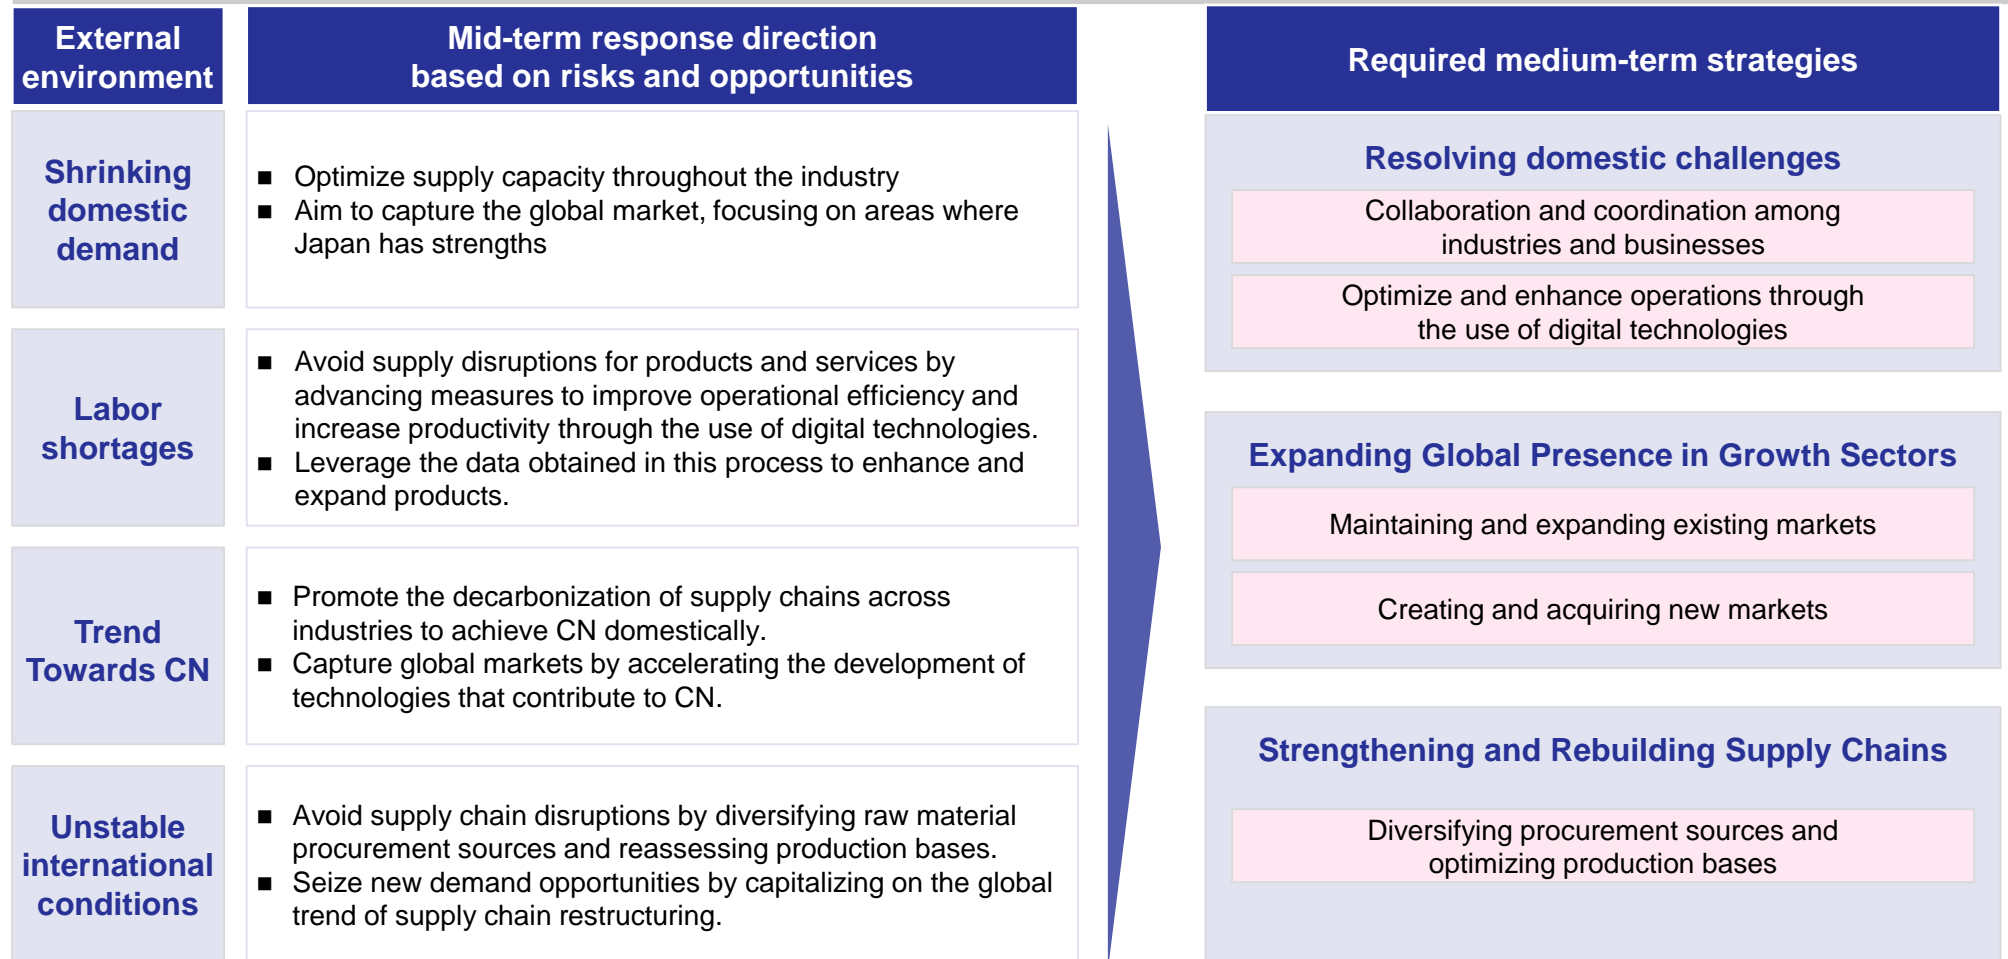 External
environment
Mid-term response direction
based on risks and opportunities
Required medium-term strategies
Shrinking
domestic
demand
■ Optimize supply capacity throughout the industry
■ Aim to capture the global market, focusing on areas where
Japan has strengths
Labor
shortages
■ Avoid supply disruptions for products and services by
advancing measures to improve operational efficiency and
increase productivity through the use of digital technologies.
■ Leverage the data obtained in this process to enhance and
expand products.
Trend
Towards CN
■ Promote the decarbonization of supply chains across
industries to achieve CN domestically.
■ Capture global markets by accelerating the development of
technologies that contribute to CN.
Unstable
international
conditions
■ Avoid supply chain disruptions by diversifying raw material
procurement sources and reassessing production bases.
■ Seize new demand opportunities by capitalizing on the global
trend of supply chain restructuring.
Resolving domestic challenges
Collaboration and coordination among
industries and businesses
Optimize and enhance operations through
the use of digital technologies
Expanding Global Presence in Growth Sectors
Maintaining and expanding existing markets
Creating and acquiring new markets
Strengthening and Rebuilding Supply Chains
Diversifying procurement sources and
optimizing production bases